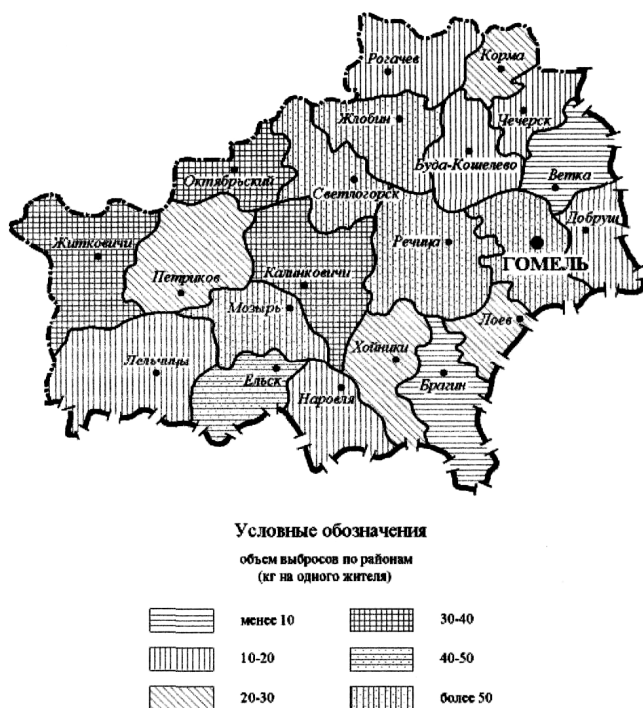 Рогачев
Корма
Жлобин
Чечерск
Буда-Кошелево
Октябрьский
Светлогорск
Ветка
Добруш
Житковичи
Речица
ГОМЕЛЬ
Петриков
Калинковичи
Мозырь
Лоев
Хойники
Лельчицы
Ельск
Брагин
Наровля
Условные обозначения
объем выбросов по районам
(кг на одного жителя)
менее 10
30-40
10-20
40-50
20-30
более 50